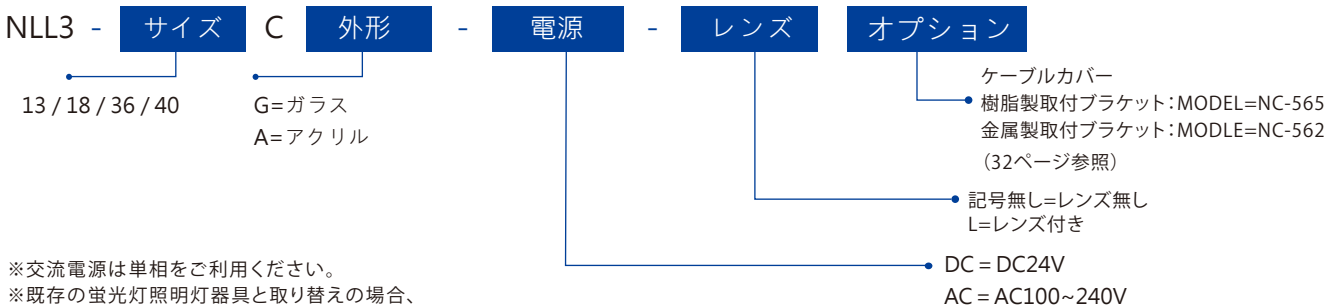 NLL3 - サイズ C 外形 - 電源 - レンズ オプション
13 / 18 / 36 / 40
G=ガラス
A=アクリル
ケーブルカバー
樹脂製取付ブラケット：MODEL=NC-565
金属製取付ブラケット：MODLE=NC-562
（32ページ参照）
記号無し=レンズ無し
L=レンズ付き
DC = DC24V
AC = AC100~240V
※交流電源は単相をご利用ください。
※既存の蛍光灯照明灯器具と取り替えの場合、